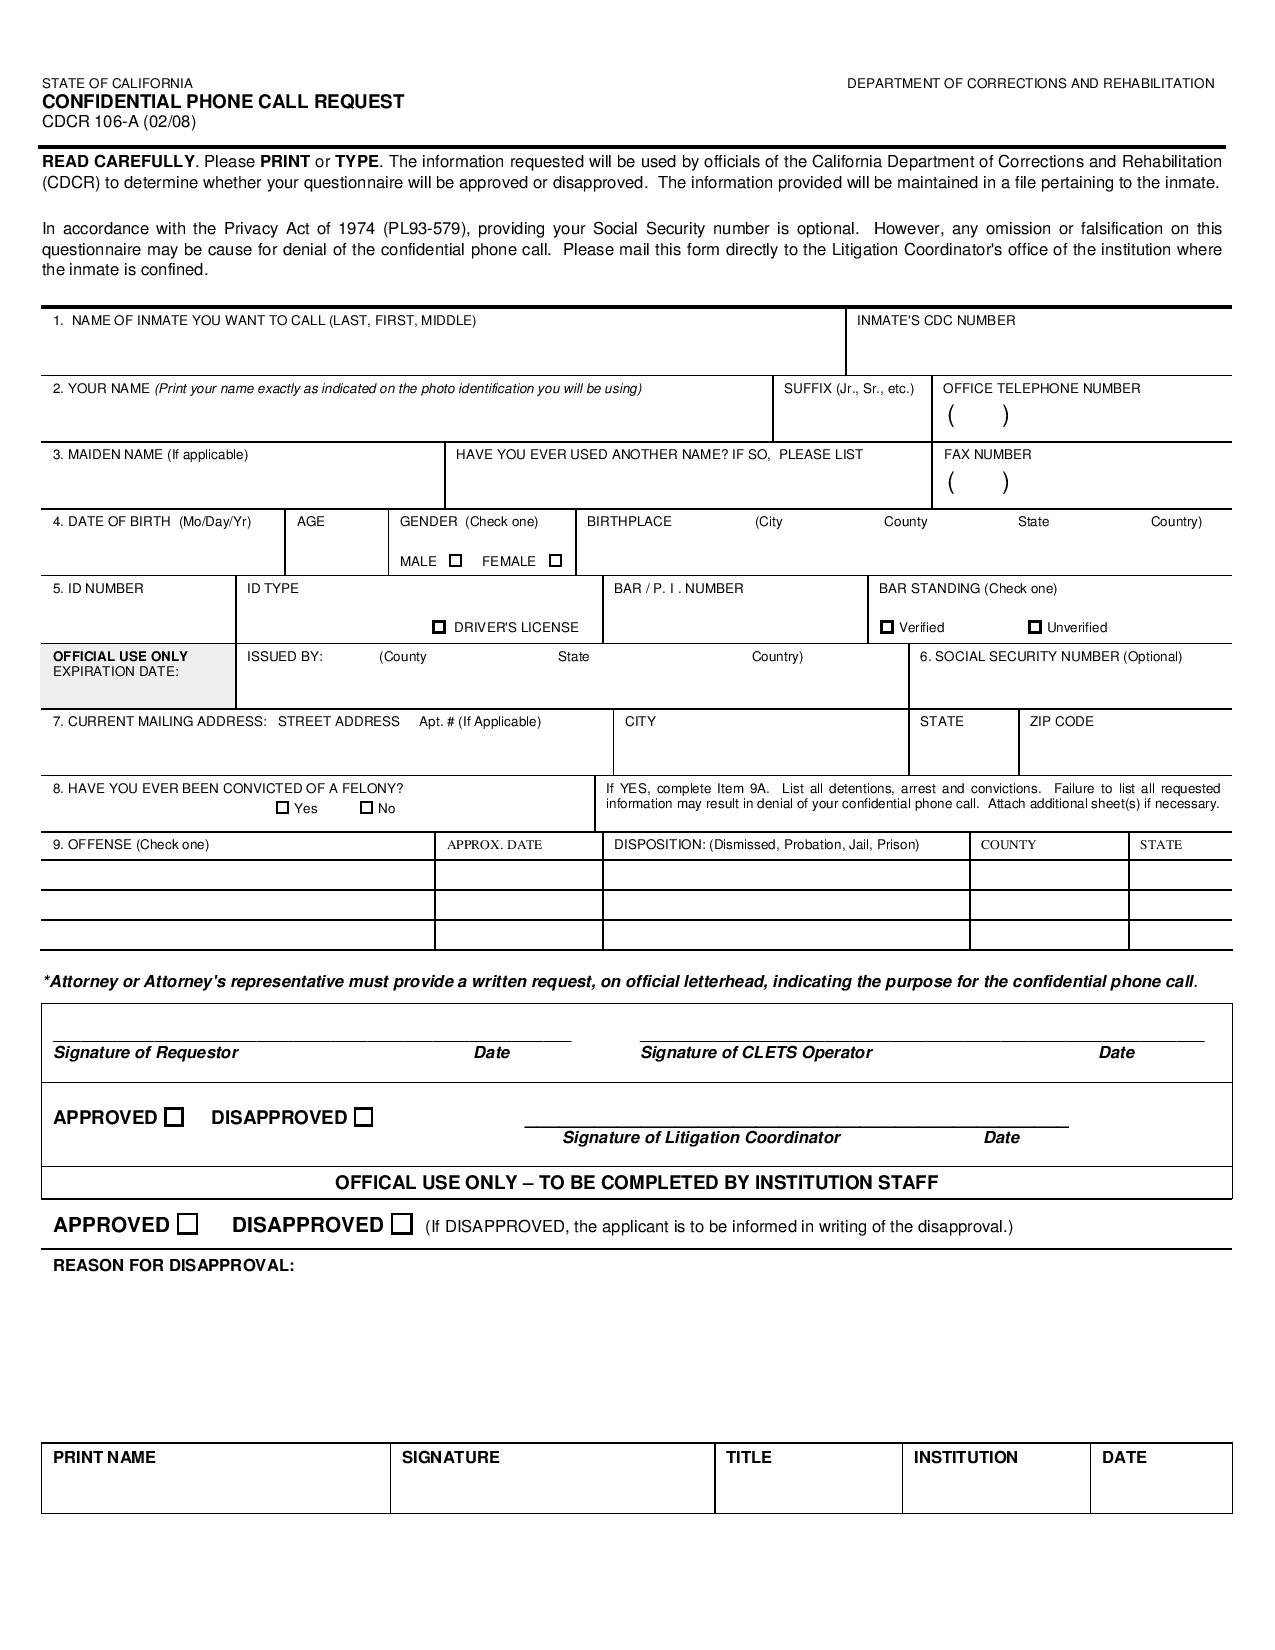 STATE OF CALIFORNIA DEPARTMENT OF CORRECTIONS AND REHABILITATION
CONFIDENTIAL PHONE CALL REQUEST
CDCR 106-A (02/08)
READ CAREFULLY. Please PRINT or TYPE. The information requested will be used by officials of the California Department of Corrections and Rehabilitation
(CDCR) to determine whether your questionnaire will be approved or disapproved. The information provided will be maintained in a file pertaining to the inmate.
In accordance with the Privacy Act of 1974 (PL93-579), providing your Social Security number is optional. However, any omission or falsification on this
questionnaire may be cause for denial of the confidential phone call. Please mail this form directly to the Litigation Coordinator's office of the institution where
the inmate is confined.
1. NAME OF INMATE YOU WANT TO CALL (LAST, FIRST, MIDDLE) INMATE'S CDC NUMBER
2. YOUR NAME (Print your name exactly as indicated on the photo identification you will be using) SUFFIX (Jr., Sr., etc.) OFFICE TELEPHONE NUMBER
( )
3. MAIDEN NAME (If applicable) HAVE YOU EVER USED ANOTHER NAME? IF SO, PLEASE LIST FAX NUMBER
( )
4. DATE OF BIRTH (Mo/Day/Yr) AGE GENDER (Check one) BIRTHPLACE (City County State Country)
MALE ☐ FEMALE ☐
5. ID NUMBER ID TYPE BAR / P. I . NUMBER BAR STANDING (Check one)
☐ DRIVER'S LICENSE ☐ Verified ☐ Unverified
OFFICIAL USE ONLY ISSUED BY: (County State Country) 6. SOCIAL SECURITY NUMBER (Optional)
EXPIRATION DATE:
7. CURRENT MAILING ADDRESS: STREET ADDRESS Apt. # (If Applicable) CITY STATE ZIP CODE
8. HAVE YOU EVER BEEN CONVICTED OF A FELONY? If YES, complete Item 9A. List all detentions, arrest and convictions. Failure to list all requested
☐ Yes ☐ No information may result in denial of your confidential phone call. Attach additional sheet(s) if necessary.
9. OFFENSE (Check one) APPROX. DATE DISPOSITION: (Dismissed, Probation, Jail, Prison) COUNTY STATE
*Attorney or Attorney's representative must provide a written request, on official letterhead, indicating the purpose for the confidential phone call.
Signature of Requestor Date Signature of CLETS Operator Date
APPROVED ☐ DISAPPROVED ☐
Signature of Litigation Coordinator Date
OFFICAL USE ONLY – TO BE COMPLETED BY INSTITUTION STAFF
APPROVED ☐ DISAPPROVED ☐ (If DISAPPROVED, the applicant is to be informed in writing of the disapproval.)
REASON FOR DISAPPROVAL:
PRINT NAME SIGNATURE TITLE INSTITUTION DATE